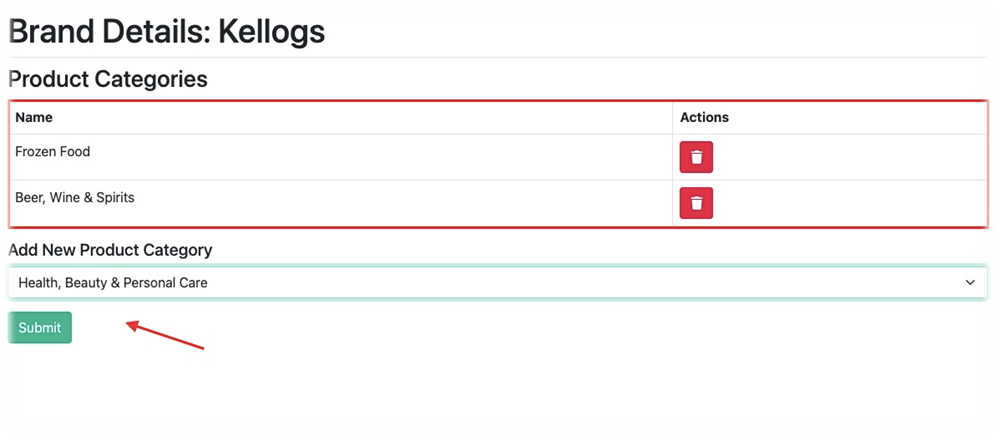 Brand Details: Kellogs
Product Categories
Name Actions
Frozen Food
Beer, Wine & Spirits
Add New Product Category
Health, Beauty & Personal Care
Submit